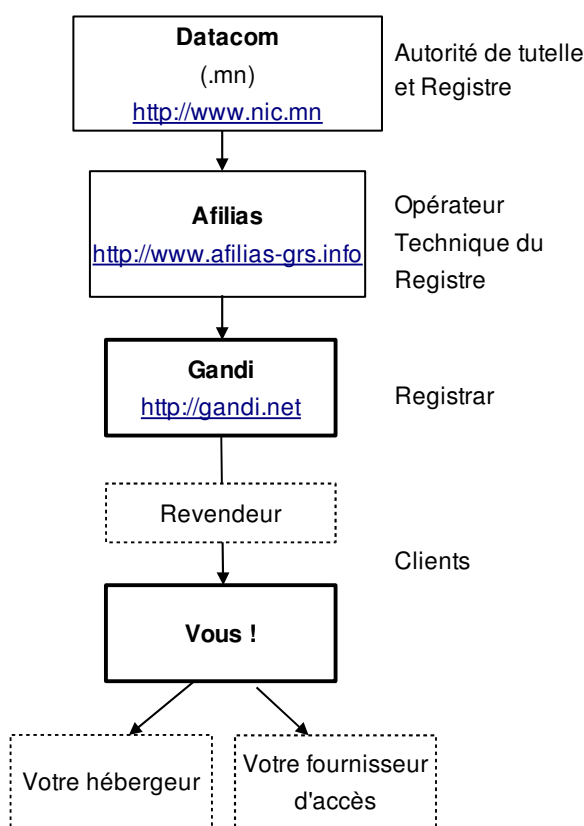 Datacom
(.mn)
http://www.nic.mn
Autorité de tutelle
et Registre
Afilias
http://www.afilias-grs.info
Opérateur
Technique du
Registre
Gandi
http://gandi.net
Registrar
Revendeur
Clients
Vous !
Votre hébergeur
Votre fournisseur
d'accès